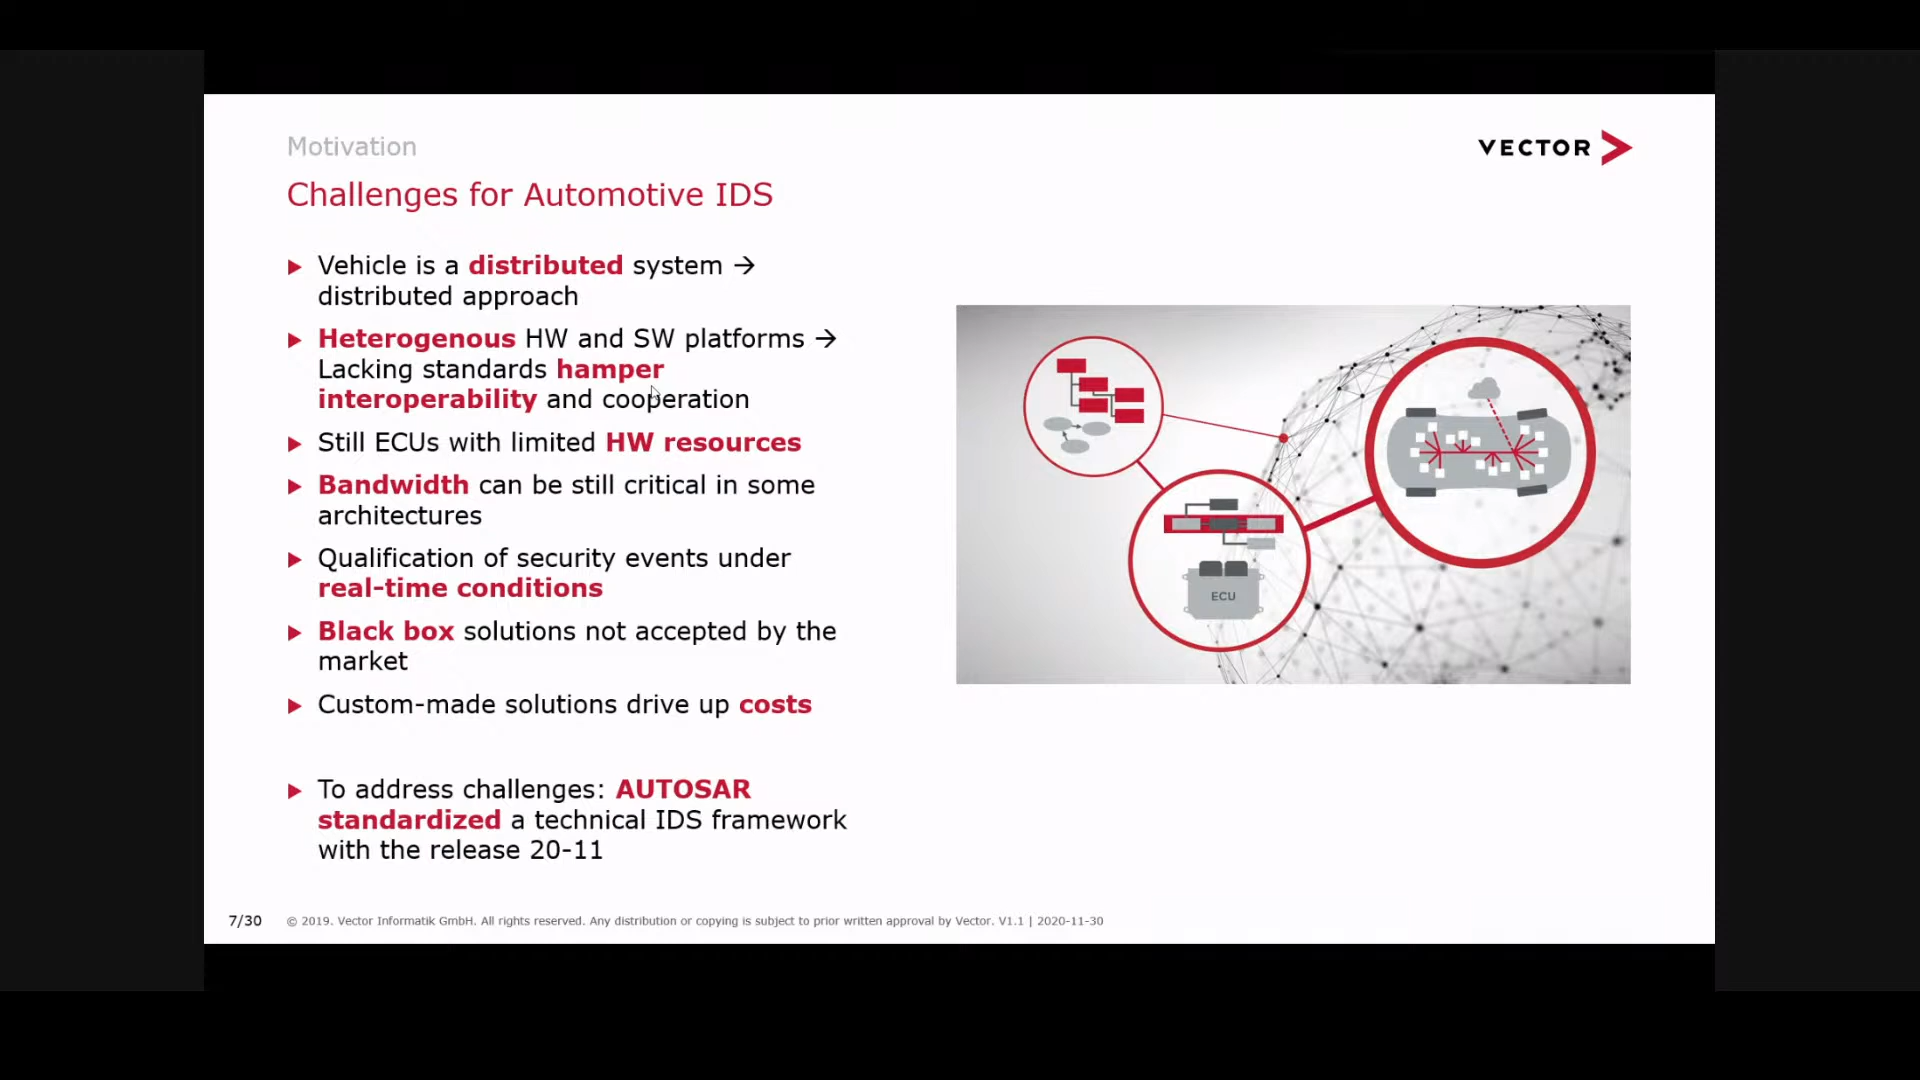 Motivation
VECTOR
Challenges for Automotive IDS
Vehicle is a distributed system →
distributed approach
Heterogenous HW and SW platforms →
Lacking standards hamper
interoperability and cooperation
Still ECUs with limited HW resources
Bandwidth can be still critical in some
architectures
Qualification of security events under
real-time conditions
Black box solutions not accepted by the
market
Custom-made solutions drive up costs
To address challenges: AUTOSAR
standardized a technical IDS framework
with the release 20-11
ECU
7/30
© 2019. Vector Informatik GmbH. All rights reserved. Any distribution or copying is subject to prior written approval by Vector. V1.1 | 2020-11-30